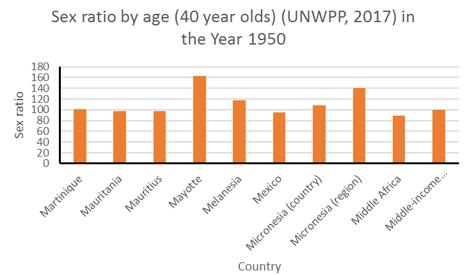 Sex ratio by age (40 year olds) (UNWPP, 2017) in
the Year 1950
180
160
140
120
100
80
60
40
20
0
Sex ratio
Martinique
Mauritania
Mauritius
Mayotte
Melanesia
Mexico
Micronesia (country)
Micronesia (region)
Middle Africa
Middle-income...
Country